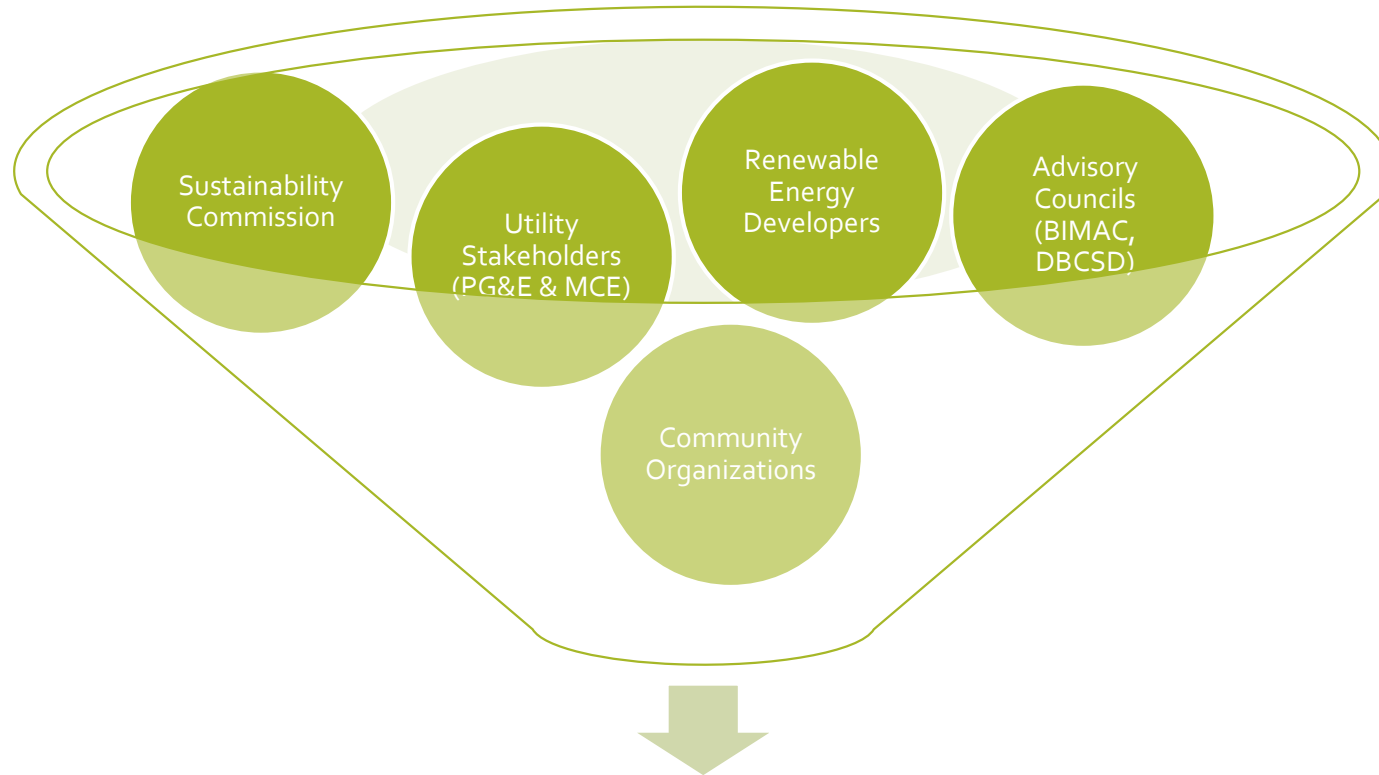 Sustainability
Commission
Utility
Stakeholders
(PG&E & MCE)
Renewable
Energy
Developers
Advisory
Councils
(BIMAC,
DBCSD)
Community
Organizations